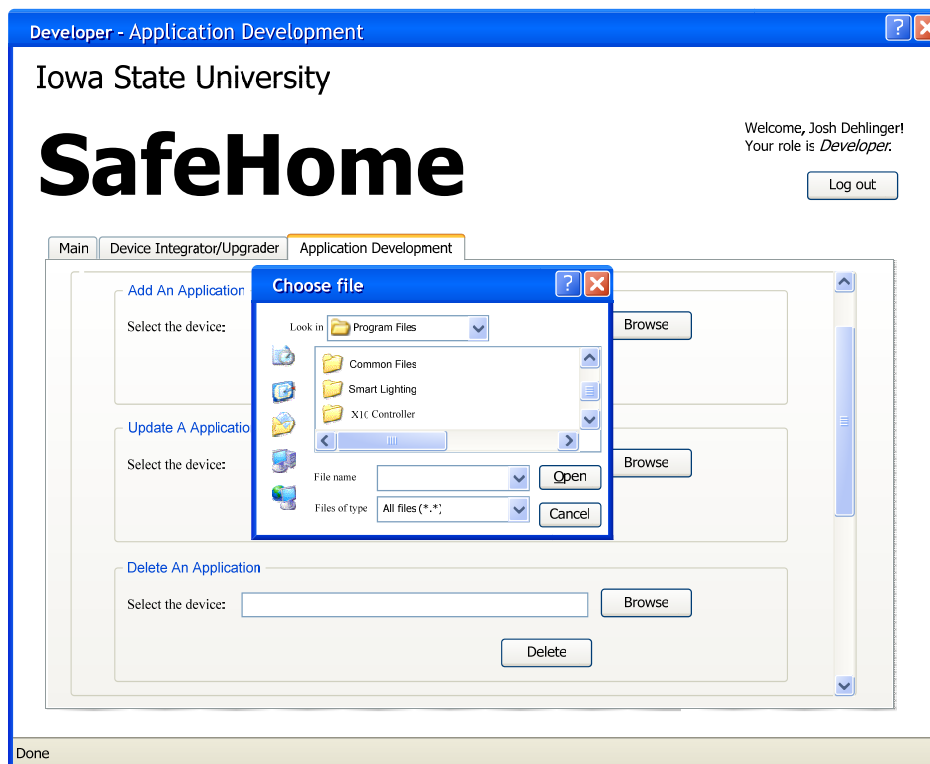 Developer - Application Development
Iowa State University
SafeHome
Welcome, Josh Dehlinger!
Your role is Developer.
Log out
Main
Device Integrator/Upgrader
Application Development
Add An Application
Select the device:
Browse
Choose file
Look in
Program Files
Common Files
Smart Lighting
X10 Controller
File name
Open
Files of type
All files (*.*)
Cancel
Update A Applicatio
Select the device:
Browse
Delete An Application
Select the device:
Browse
Delete
Done